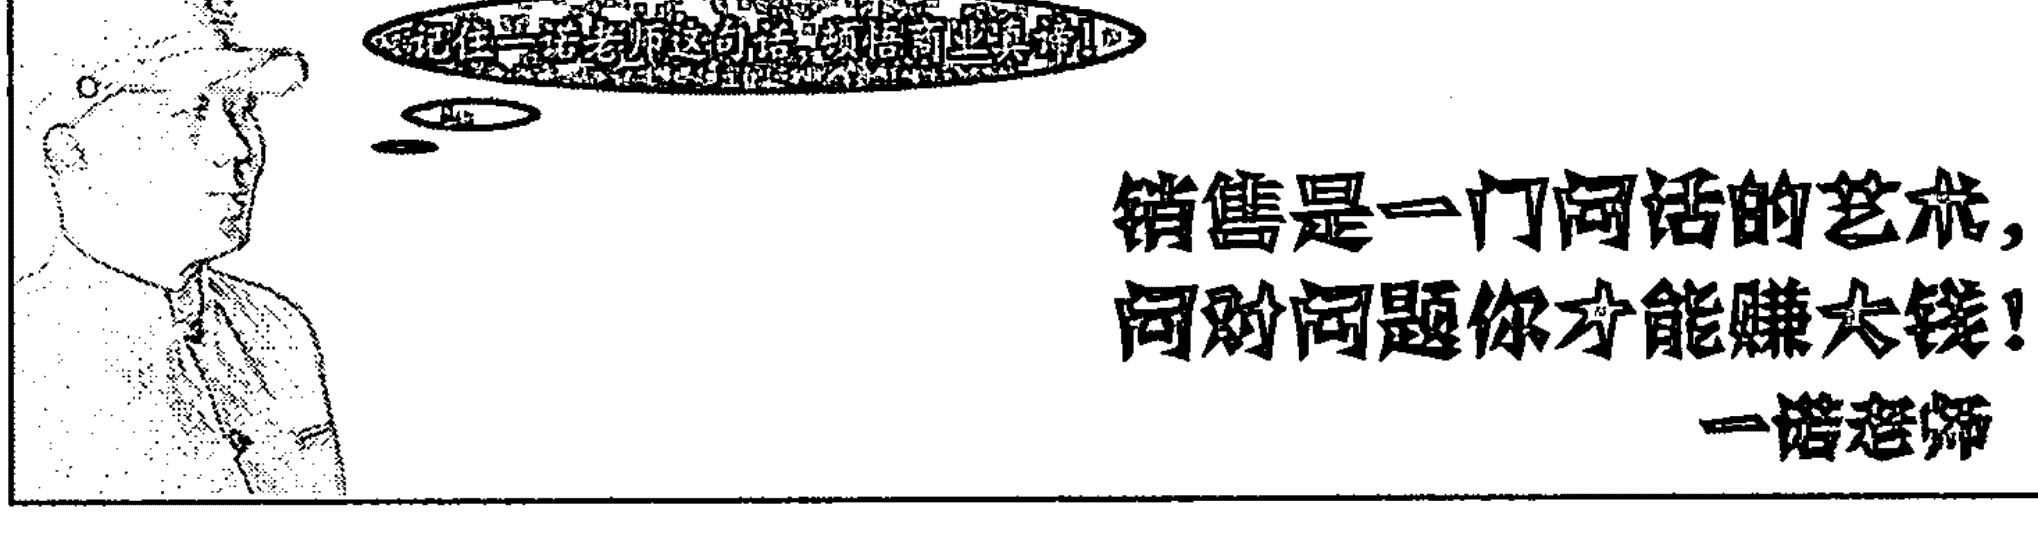 记住一诺老师这句话,领悟商业真谛!
销售是一门问话的艺术,
问对问题你才能赚大钱!
一诺老师